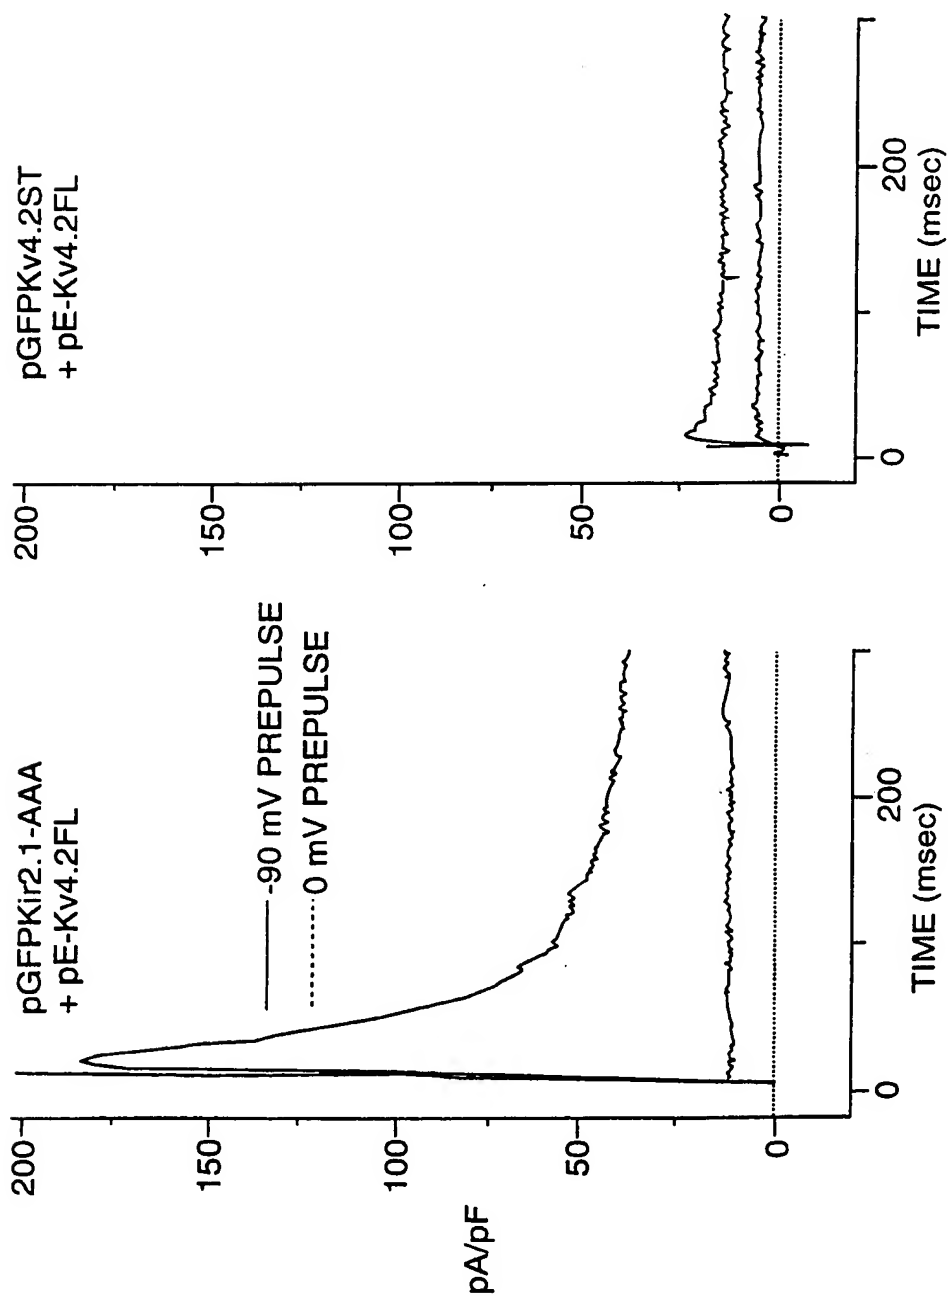 pGFPKir2.1-AAA
+ pE-Kv4.2FL
-90 mV PREPULSE
0 mV PREPULSE
200
150
100
50
0
pA/pF
0
200
TIME (msec)
pGFPKv4.2ST
+ pE-Kv4.2FL
200
150
100
50
0
0
200
TIME (msec)